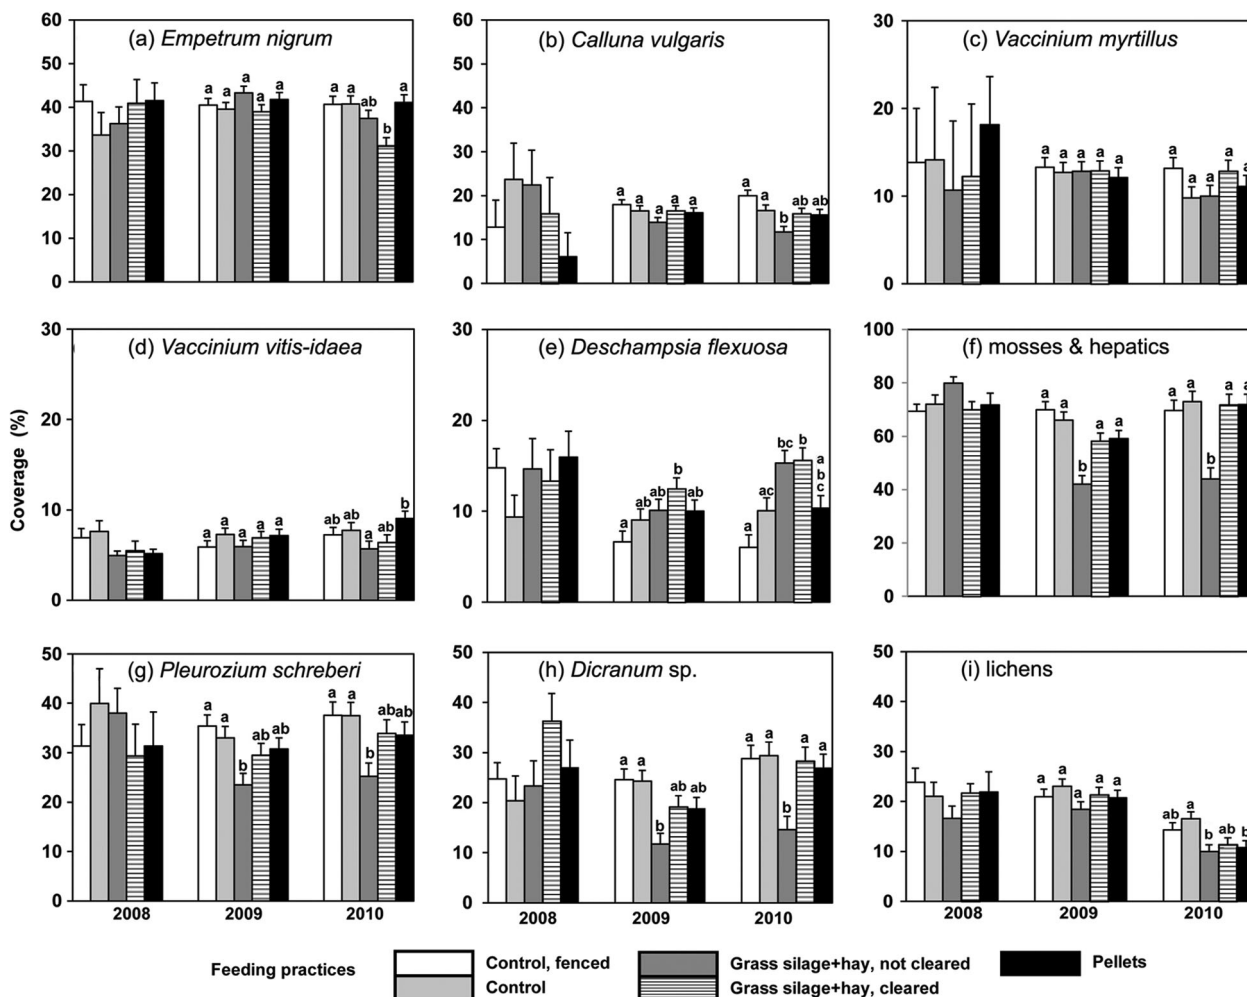 (a) Empetrum nigrum
60
50
40
30
20
10
0
a a a a a
a a ab b a
(b) Calluna vulgaris
60
50
40
30
20
10
0
a a a a a
a a b ab ab
(c) Vaccinium myrtillus
30
20
10
0
a a a a a
a a a a a
Coverage (%)
(d) Vaccinium vitis-idaea
30
20
10
0
a a a a a
ab ab a ab b
(e) Deschampsia flexuosa
30
20
10
0
a ab ab b ab
a ac bc b a
b
c
(f) mosses & hepatics
100
80
60
40
20
0
a a b a a
a a b a a
(g) Pleurozium schreberi
50
40
30
20
10
0
a a b ab ab
a a b ab ab
2008 2009 2010
(h) Dicranum sp.
50
40
30
20
10
0
a a b ab ab
a a b a a
2008 2009 2010
(i) lichens
50
40
30
20
10
0
a a a a a
ab a b ab b
2008 2009 2010
Feeding practices
Control, fenced
Control
Grass silage+hay, not cleared
Grass silage+hay, cleared
Pellets